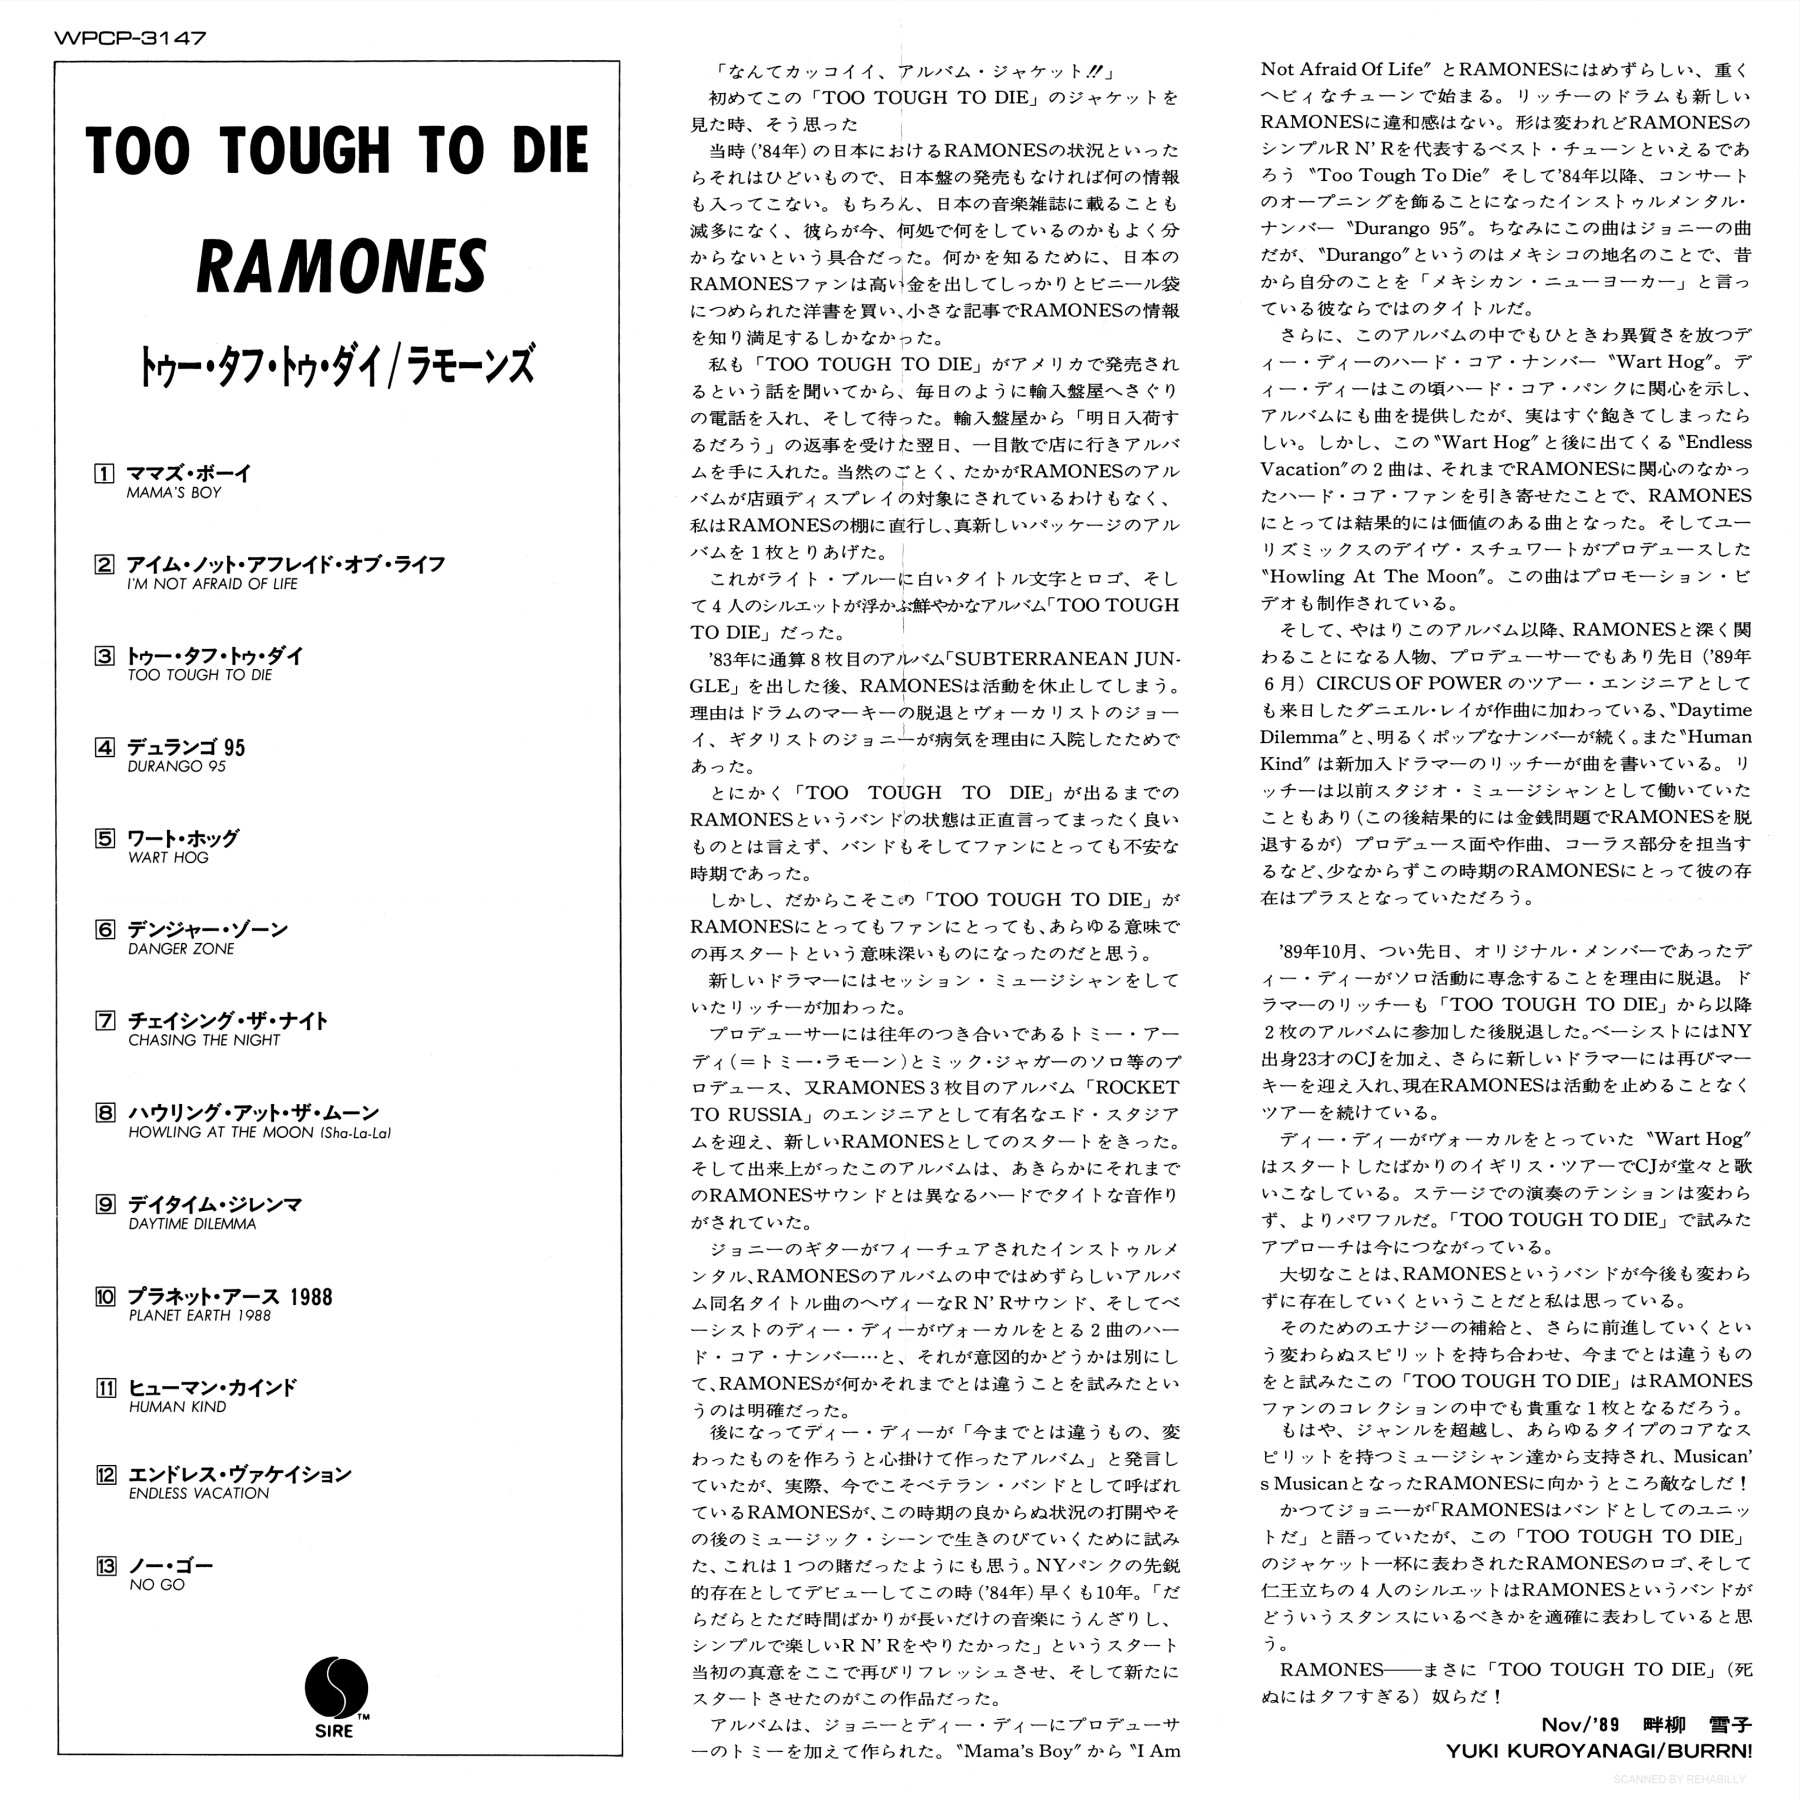 WPCP-3147
TOO TOUGH TO DIE
RAMONES
トゥー・タフ・トゥ・ダイ/ラモーンズ
1 ママズ・ボーイ
MAMA'S BOY
2 アイム・ノット・アフレイド・オブ・ライフ
I'M NOT AFRAID OF LIFE
3 トゥー・タフ・トゥ・ダイ
TOO TOUGH TO DIE
4 デュランゴ 95
DURANGO 95
5 ワート・ホッグ
WART HOG
6 デンジャー・ゾーン
DANGER ZONE
7 チェイシング・ザ・ナイト
CHASING THE NIGHT
8 ハウリング・アット・ザ・ムーン
HOWLING AT THE MOON (Sha-La-La)
9 デイタイム・ジレンマ
DAYTIME DILEMMA
10 プラネット・アース 1988
PLANET EARTH 1988
11 ヒューマン・カインド
HUMAN KIND
12 エンドレス・ヴァケイション
ENDLESS VACATION
13 ノー・ゴー
NO GO
SIRE TM
「なんてカッコイイ、アルバム・ジャケット!!」
初めてこの「TOO TOUGH TO DIE」のジャケットを
見た時、そう思った
当時('84年)の日本におけるRAMONESの状況といった
らそれはひどいもので、日本盤の発売もなければ何の情報
も入ってこない。もちろん、日本の音楽雑誌に載ることも
滅多になく、彼らが今、何処で何をしているのかもよく分
からないという具合だった。何かを知るために、日本の
RAMONESファンは高い金を出してしっかりとビニール袋
につめられた洋書を買い、小さな記事でRAMONESの情報
を知り満足するしかなかった。
私も「TOO TOUGH TO DIE」がアメリカで発売され
るという話を聞いてから、毎日のように輸入盤屋へさぐり
の電話を入れ、そして待った。輸入盤屋から「明日入荷す
るだろう」の返事を受けた翌日、一目散で店に行きアルバ
ムを手に入れた。当然のごとく、たかがRAMONESのアル
バムが店頭ディスプレイの対象にされているわけもなく、
私はRAMONESの棚に直行し、真新しいパッケージのアル
バムを1枚とりあげた。
これがライト・ブルーに白いタイトル文字とロゴ、そし
て4人のシルエットが浮かぶ鮮やかなアルバム「TOO TOUGH
TO DIE」だった。
'83年に通算8枚目のアルバム「SUBTERRANEAN JUN-
GLE」を出した後、RAMONESは活動を休止してしまう。
理由はドラムのマーキーの脱退とヴォーカリストのジョー
イ、ギタリストのジョニーが病気を理由に入院したためで
あった。
とにかく「TOO TOUGH TO DIE」が出るまでの
RAMONESというバンドの状態は正直言ってまったく良い
ものとは言えず、バンドもそしてファンにとっても不安な
時期であった。
しかし、だからこそこの「TOO TOUGH TO DIE」が
RAMONESにとってもファンにとっても、あらゆる意味で
の再スタートという意味深いものになったのだと思う。
新しいドラマーにはセッション・ミュージシャンをして
いたリッチーが加わった。
プロデューサーには往年のつき合いであるトミー・アー
ディ(=トミー・ラモーン)とミック・ジャガーのソロ等のプ
ロデュース、又RAMONES3枚目のアルバム「ROCKET
TO RUSSIA」のエンジニアとして有名なエド・スタジア
ムを迎え、新しいRAMONESとしてのスタートをきった。
そして出来上がったこのアルバムは、あきらかにそれまで
のRAMONESサウンドとは異なるハードでタイトな音作り
がされていた。
ジョニーのギターがフィーチュアされたインストゥルメ
ンタル、RAMONESのアルバムの中ではめずらしいアルバ
ム同名タイトル曲のヘヴィーなR N' Rサウンド、そしてベ
ーシストのディー・ディーがヴォーカルをとる2曲のハー
ド・コア・ナンバー…と、それが意図的かどうかは別にし
て、RAMONESが何かそれまでとは違うことを試みたとい
うのは明確だった。
後になってディー・ディーが「今までとは違うもの、変
わったものを作ろうと心掛けて作ったアルバム」と発言し
ていたが、実際、今でこそベテラン・バンドとして呼ばれ
ているRAMONESが、この時期の良からぬ状況の打開やそ
の後のミュージック・シーンで生きのびていくために試み
た、これは1つの賭だったようにも思う。NYパンクの先鋭
的存在としてデビューしてこの時('84年)早くも10年。「だ
らだらとただ時間ばかりが長いだけの音楽にうんざりし、
シンプルで楽しいR N' Rをやりたかった」というスタート
当初の真意をここで再びリフレッシュさせ、そして新たに
スタートさせたのがこの作品だった。
アルバムは、ジョニーとディー・ディーにプロデューサ
ーのトミーを加えて作られた。〝Mama's Boy〞から〝I Am
Not Afraid Of Life〞とRAMONESにはめずらしい、重く
ヘビィなチューンで始まる。リッチーのドラムも新しい
RAMONESに違和感はない。形は変われどRAMONESの
シンプルR N' Rを代表するベスト・チューンといえるであ
ろう〝Too Tough To Die〞そして'84年以降、コンサート
のオープニングを飾ることになったインストゥルメンタル・
ナンバー〝Durango 95〞。ちなみにこの曲はジョニーの曲
だが、〝Durango〞というのはメキシコの地名のことで、昔
から自分のことを「メキシカン・ニューヨーカー」と言っ
ている彼ならではのタイトルだ。
さらに、このアルバムの中でもひときわ異質さを放つデ
ィー・ディーのハード・コア・ナンバー〝Wart Hog〞。デ
ィー・ディーはこの頃ハード・コア・パンクに関心を示し、
アルバムにも曲を提供したが、実はすぐ飽きてしまったら
しい。しかし、この〝Wart Hog〞と後に出てくる〝Endless
Vacation〞の2曲は、それまでRAMONESに関心のなかっ
たハード・コア・ファンを引き寄せたことで、RAMONES
にとっては結果的には価値のある曲となった。そしてユー
リズミックスのデイヴ・スチュワートがプロデュースした
〝Howling At The Moon〞。この曲はプロモーション・ビ
デオも制作されている。
そして、やはりこのアルバム以降、RAMONESと深く関
わることになる人物、プロデューサーでもあり先日('89年
6月)CIRCUS OF POWERのツアー・エンジニアとして
も来日したダニエル・レイが作曲に加わっている、〝Daytime
Dilemma〞と、明るくポップなナンバーが続く。また〝Human
Kind〞は新加入ドラマーのリッチーが曲を書いている。リ
ッチーは以前スタジオ・ミュージシャンとして働いていた
こともあり(この後結果的には金銭問題でRAMONESを脱
退するが)プロデュース面や作曲、コーラス部分を担当す
るなど、少なからずこの時期のRAMONESにとって彼の存
在はプラスとなっていただろう。
'89年10月、つい先日、オリジナル・メンバーであったデ
ィー・ディーがソロ活動に専念することを理由に脱退。ド
ラマーのリッチーも「TOO TOUGH TO DIE」から以降
2枚のアルバムに参加した後脱退した。ベーシストにはNY
出身23才のCJを加え、さらに新しいドラマーには再びマー
キーを迎え入れ、現在RAMONESは活動を止めることなく
ツアーを続けている。
ディー・ディーがヴォーカルをとっていた〝Wart Hog〞
はスタートしたばかりのイギリス・ツアーでCJが堂々と歌
いこなしている。ステージでの演奏のテンションは変わら
ず、よりパワフルだ。「TOO TOUGH TO DIE」で試みた
アプローチは今につながっている。
大切なことは、RAMONESというバンドが今後も変わら
ずに存在していくということだと私は思っている。
そのためのエナジーの補給と、さらに前進していくとい
う変わらぬスピリットを持ち合わせ、今までとは違うもの
をと試みたこの「TOO TOUGH TO DIE」はRAMONES
ファンのコレクションの中でも貴重な1枚となるだろう。
もはや、ジャンルを超越し、あらゆるタイプのコアなス
ピリットを持つミュージシャン達から支持され、Musican'
s MusicanとなったRAMONESに向かうところ敵なしだ!
かつてジョニーが「RAMONESはバンドとしてのユニッ
トだ」と語っていたが、この「TOO TOUGH TO DIE」
のジャケット一杯に表わされたRAMONESのロゴ、そして
仁王立ちの4人のシルエットはRAMONESというバンドが
どういうスタンスにいるべきかを適確に表わしていると思
う。
RAMONES——まさに「TOO TOUGH TO DIE」(死
ぬにはタフすぎる)奴らだ!
Nov/'89 畔柳 雪子
YUKI KUROYANAGI/BURRN!
SCANNED BY REHABILLY